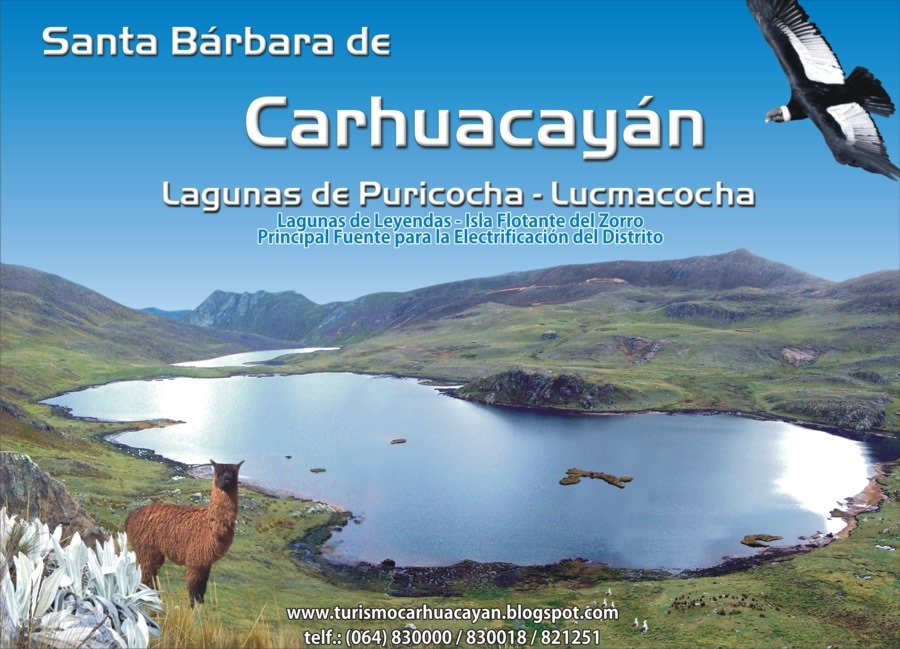 Santa Bárbara de
Carhuacayán
Lagunas de Puricocha - Lucmacocha
Lagunas de Leyendas - Isla Flotante del Zorro
Principal Fuente para la Electrificación del Distrito
www.turismocarhuacayan.blogspot.com
telf.: (064) 830000 / 830018 / 821251